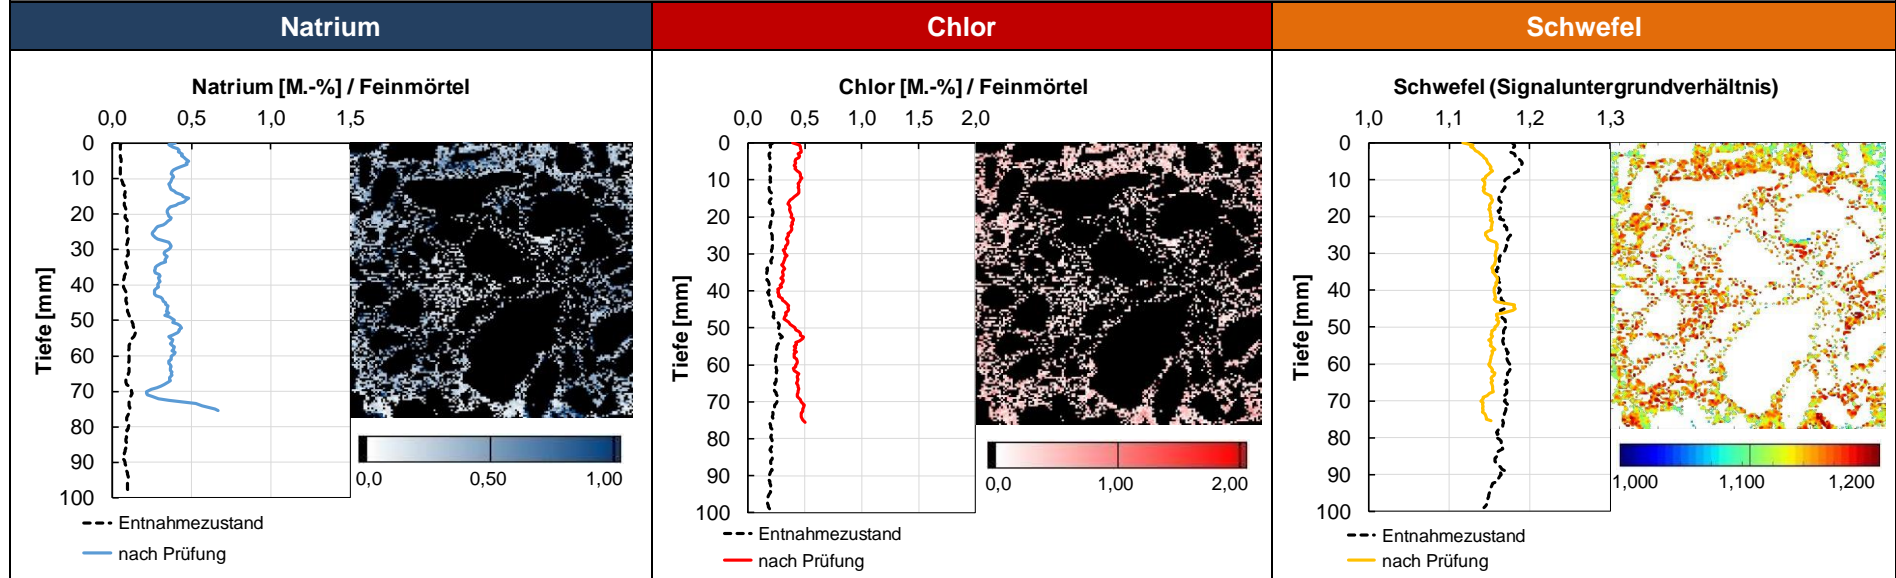 Natrium
Chlor
Schwefel
Natrium [M.-%] / Feinmörtel
0,0 0,5 1,0 1,5
0
10
20
30
40
50
60
70
80
90
100
Tiefe [mm]
0,0 0,50 1,00
Entnahmezustand
nach Prüfung
Chlor [M.-%] / Feinmörtel
0,0 0,5 1,0 1,5 2,0
0
10
20
30
40
50
60
70
80
90
100
Tiefe [mm]
0,0 1,00 2,00
Entnahmezustand
nach Prüfung
Schwefel (Signaluntergrundverhältnis)
1,0 1,1 1,2 1,3
0
10
20
30
40
50
60
70
80
90
100
Tiefe [mm]
1,000 1,100 1,200
Entnahmezustand
nach Prüfung